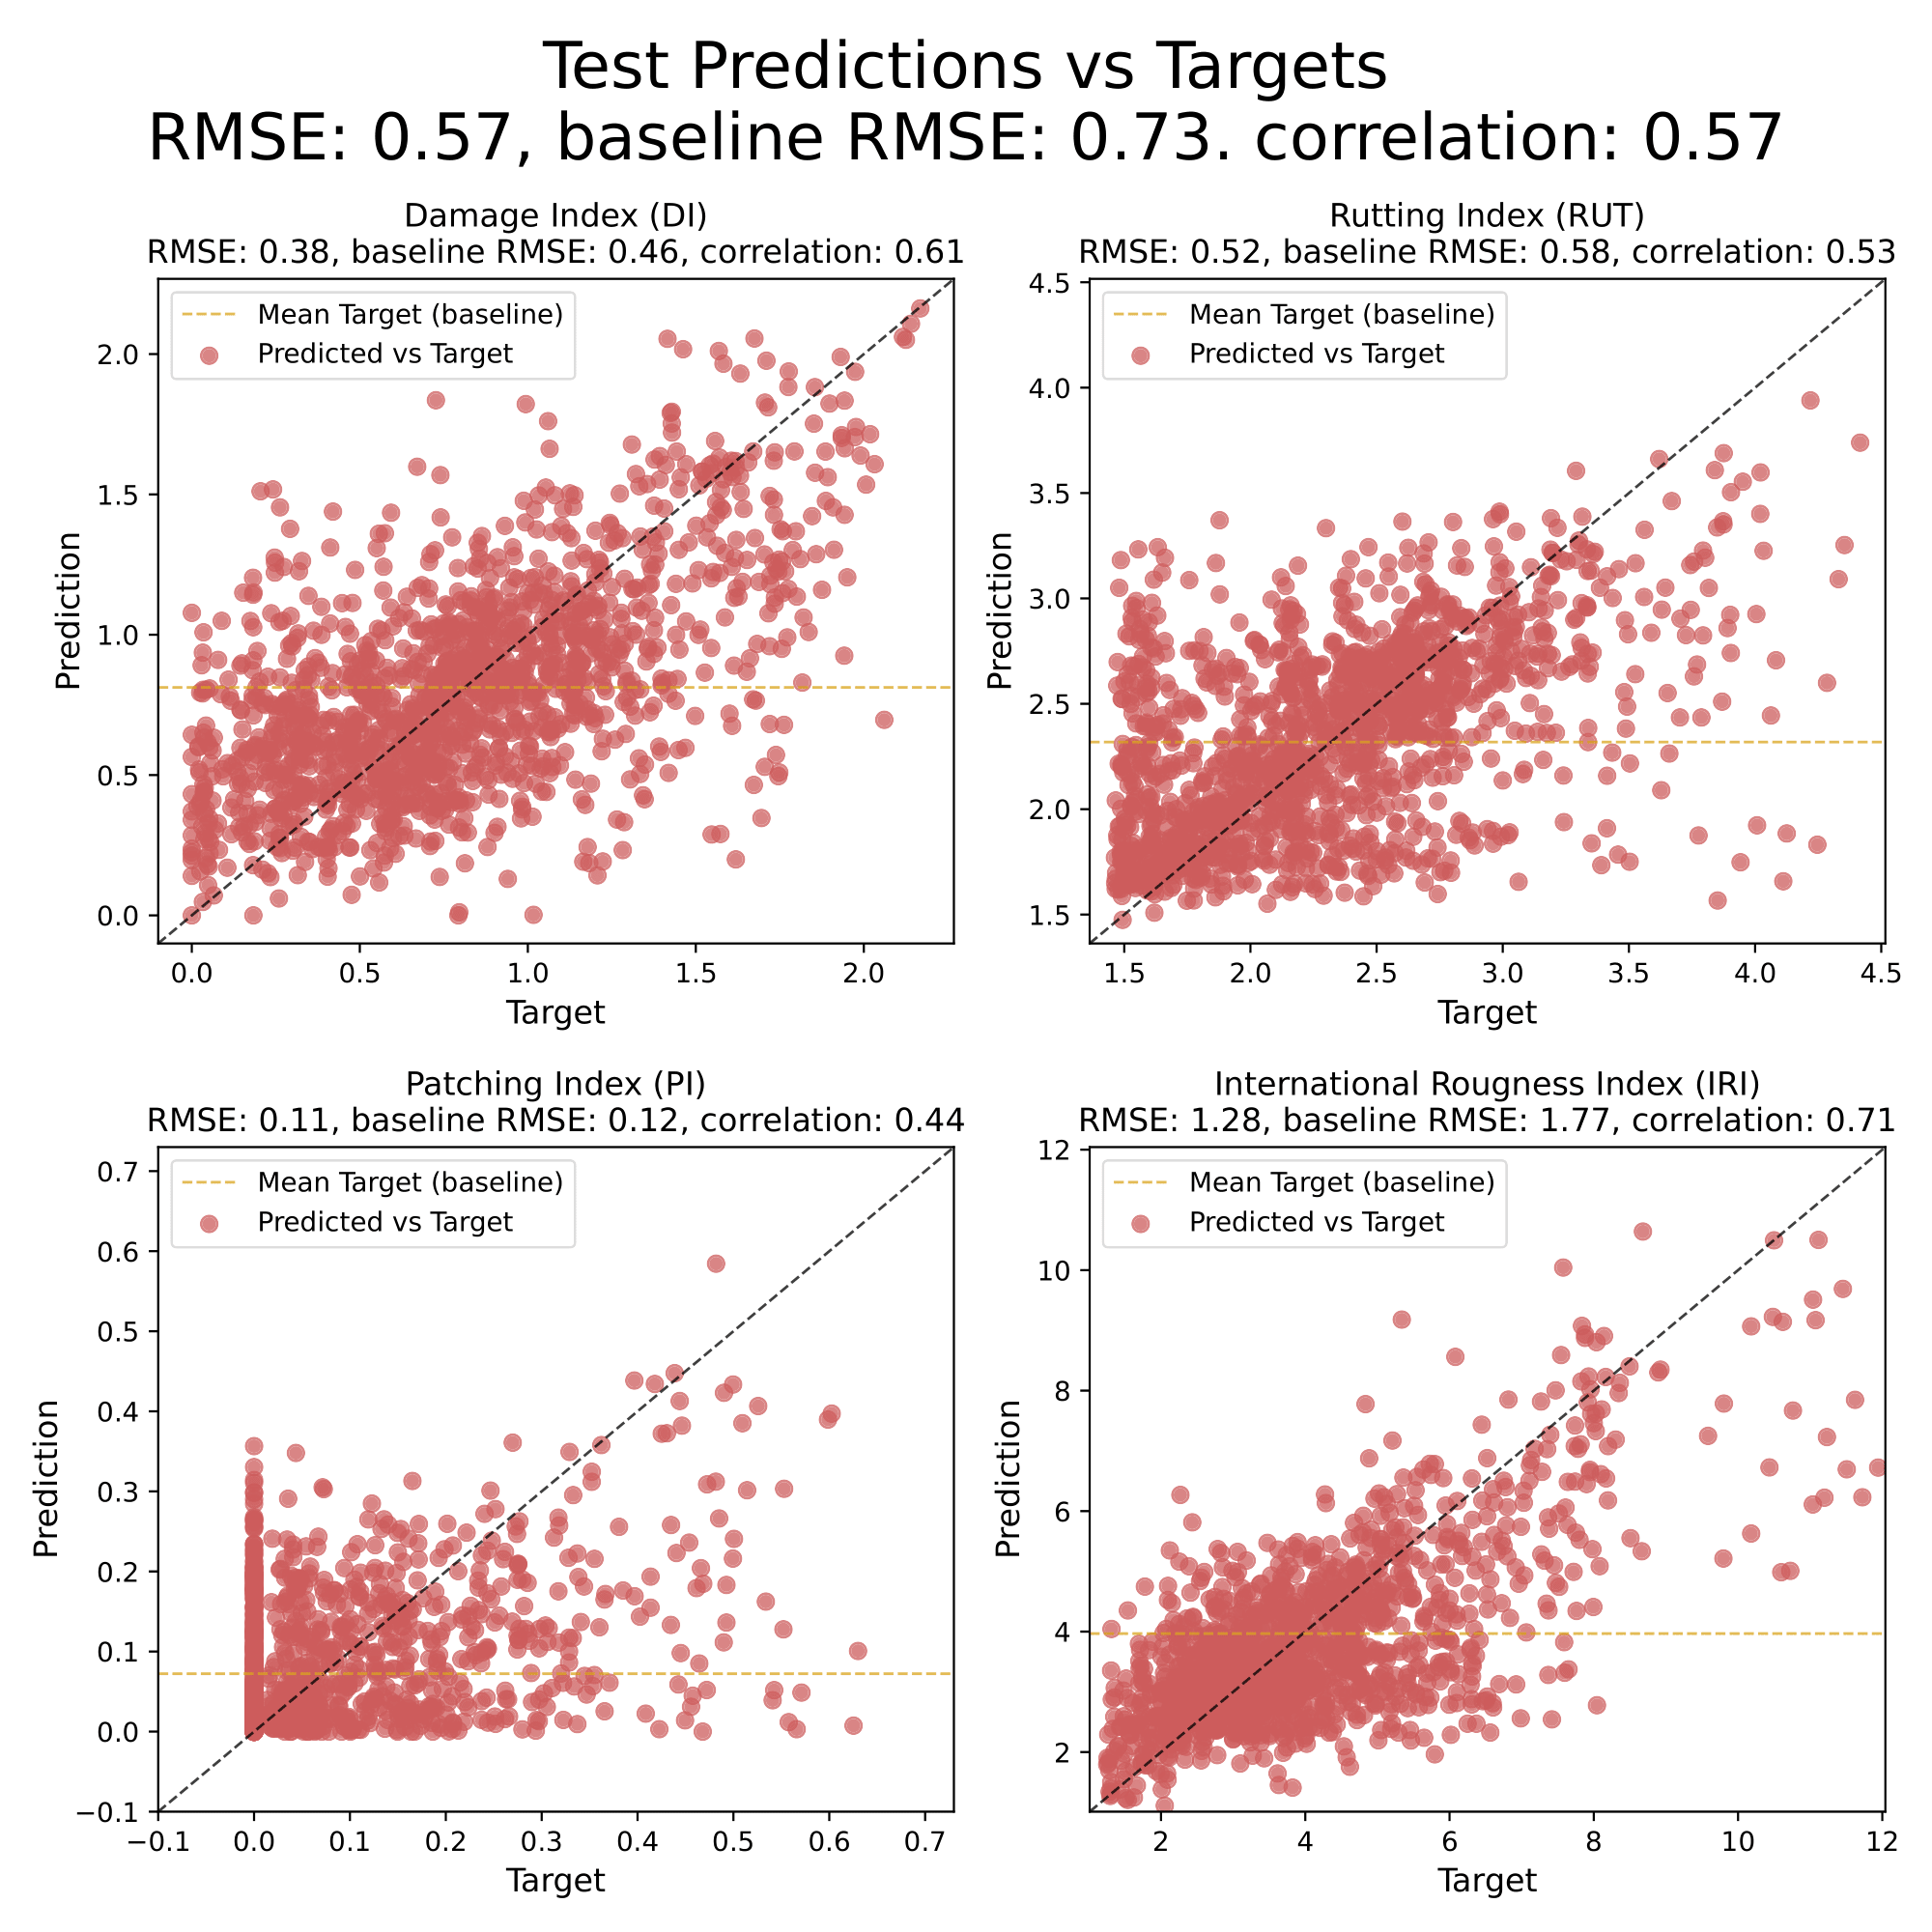 Test Predictions vs Targets
RMSE: 0.57, baseline RMSE: 0.73. correlation: 0.57
Damage Index (DI)
RMSE: 0.38, baseline RMSE: 0.46, correlation: 0.61
Mean Target (baseline)
Predicted vs Target
Prediction
2.0
1.5
1.0
0.5
0.0
0.0 0.5 1.0 1.5 2.0
Target
Rutting Index (RUT)
RMSE: 0.52, baseline RMSE: 0.58, correlation: 0.53
Mean Target (baseline)
Predicted vs Target
Prediction
4.5
4.0
3.5
3.0
2.5
2.0
1.5
1.5 2.0 2.5 3.0 3.5 4.0 4.5
Target
Patching Index (PI)
RMSE: 0.11, baseline RMSE: 0.12, correlation: 0.44
Mean Target (baseline)
Predicted vs Target
Prediction
0.7
0.6
0.5
0.4
0.3
0.2
0.1
0.0
−0.1
−0.1 0.0 0.1 0.2 0.3 0.4 0.5 0.6 0.7
Target
International Rougness Index (IRI)
RMSE: 1.28, baseline RMSE: 1.77, correlation: 0.71
Mean Target (baseline)
Predicted vs Target
Prediction
12
10
8
6
4
2
2 4 6 8 10 12
Target